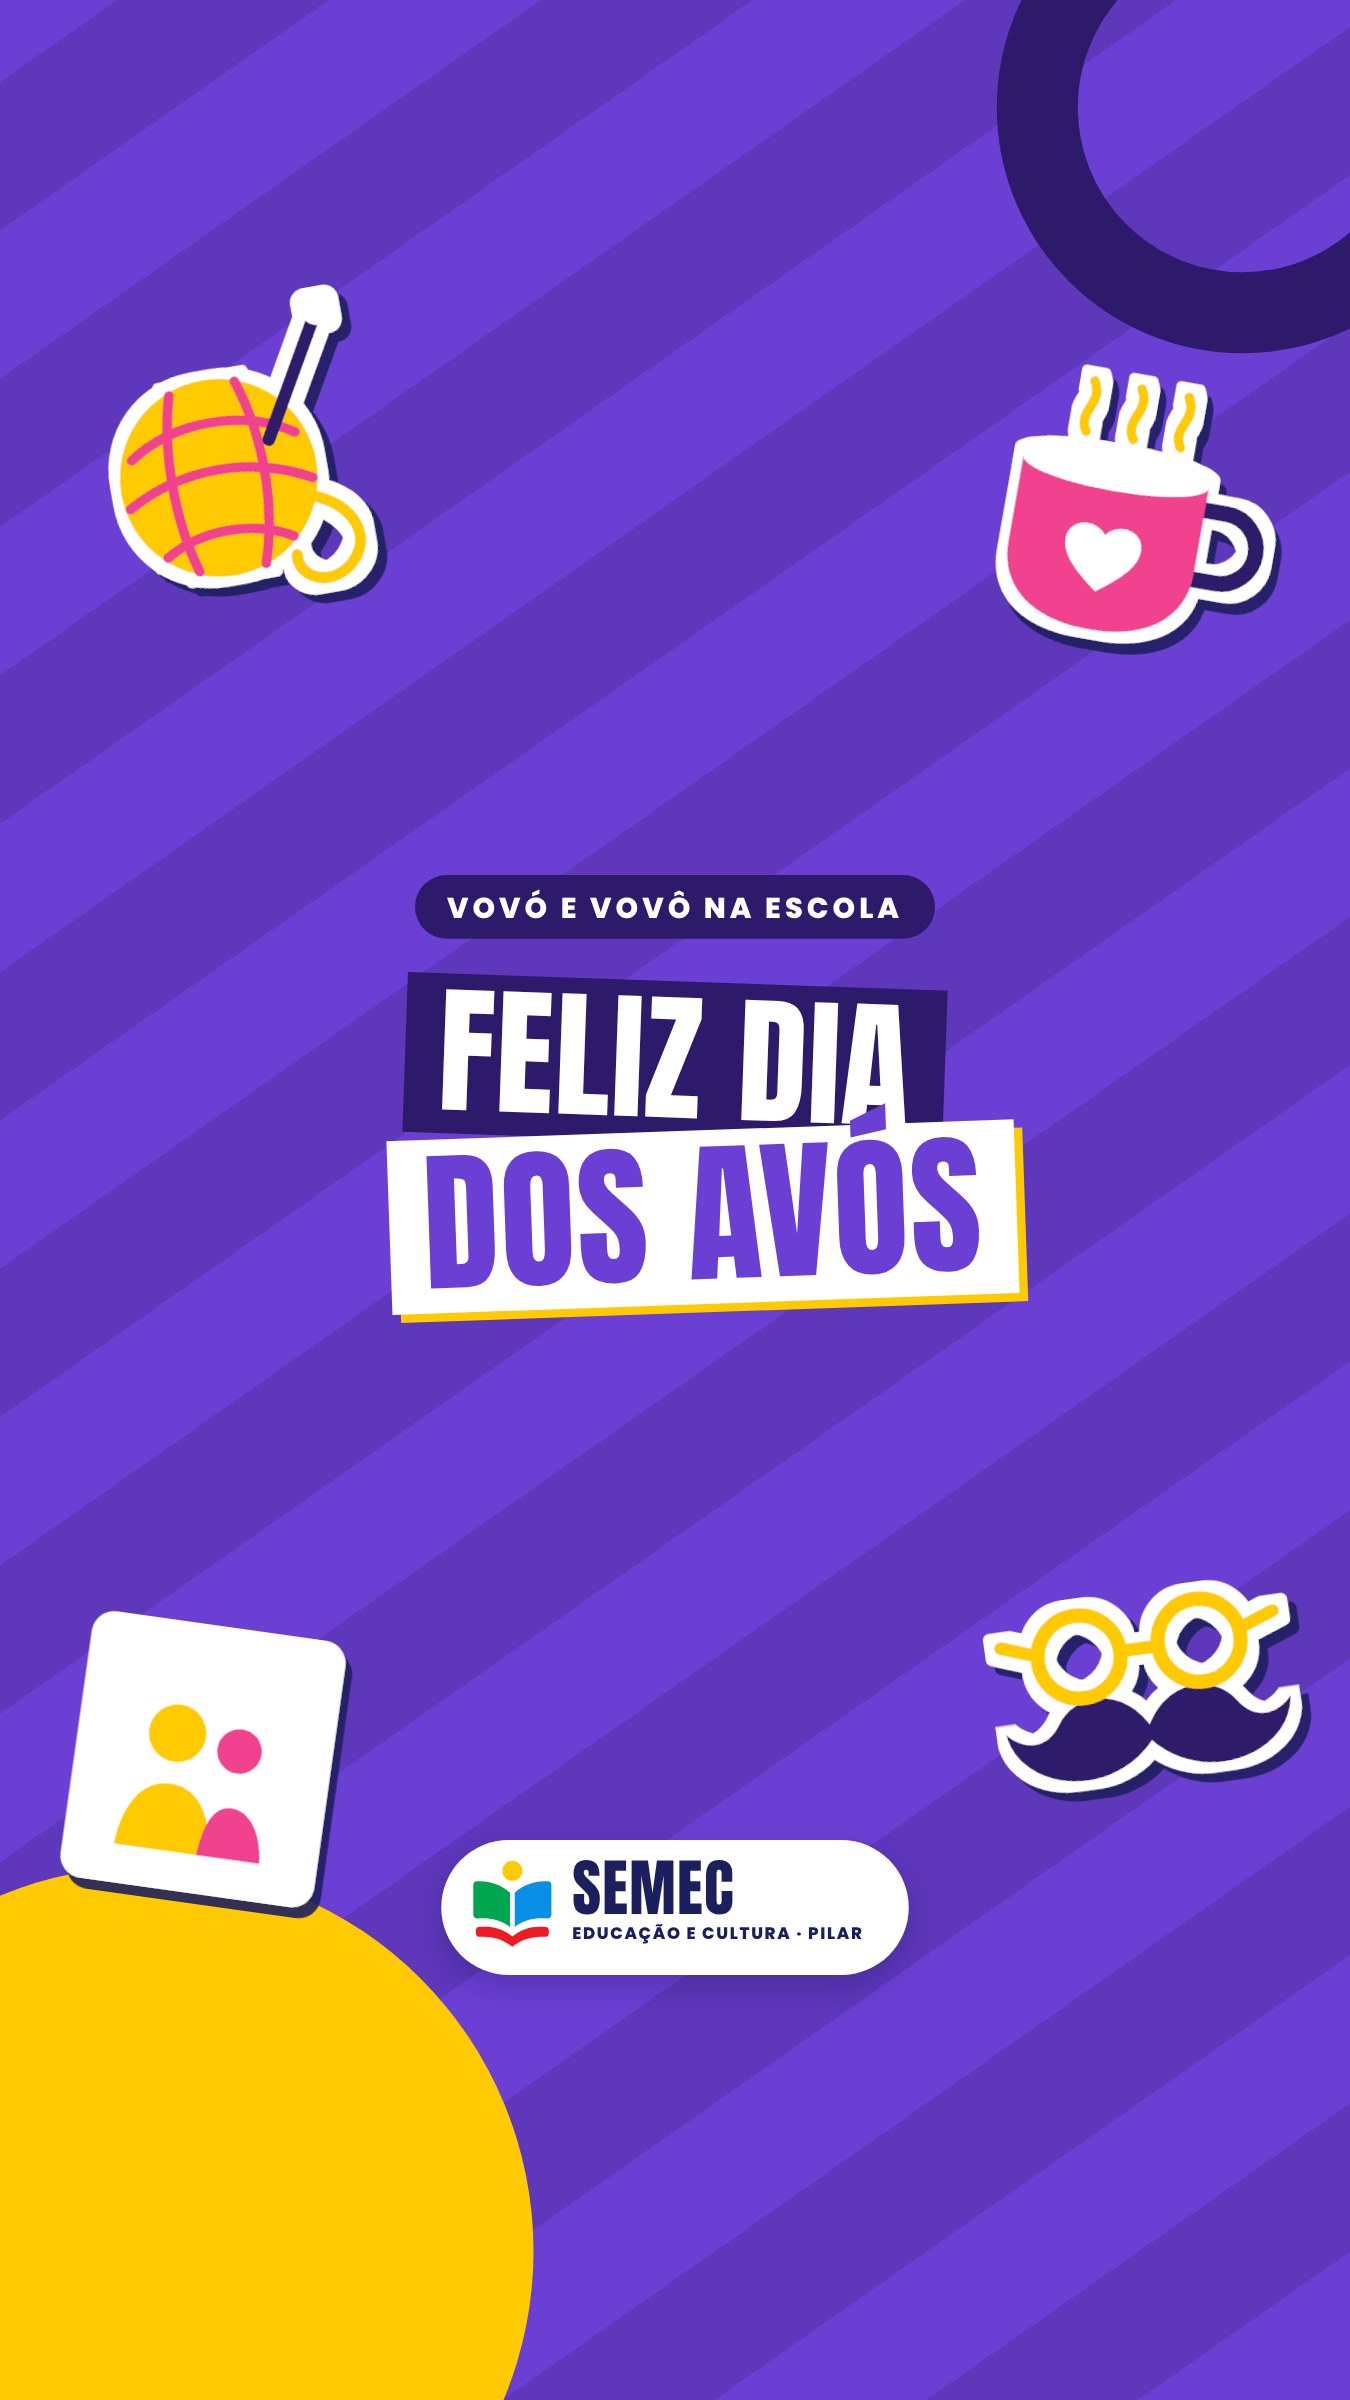 VOVÓ E VOVÔ NA ESCOLA
FELIZ DIA
DOS AVÓS
SEMEC
EDUCAÇÃO E CULTURA · PILAR